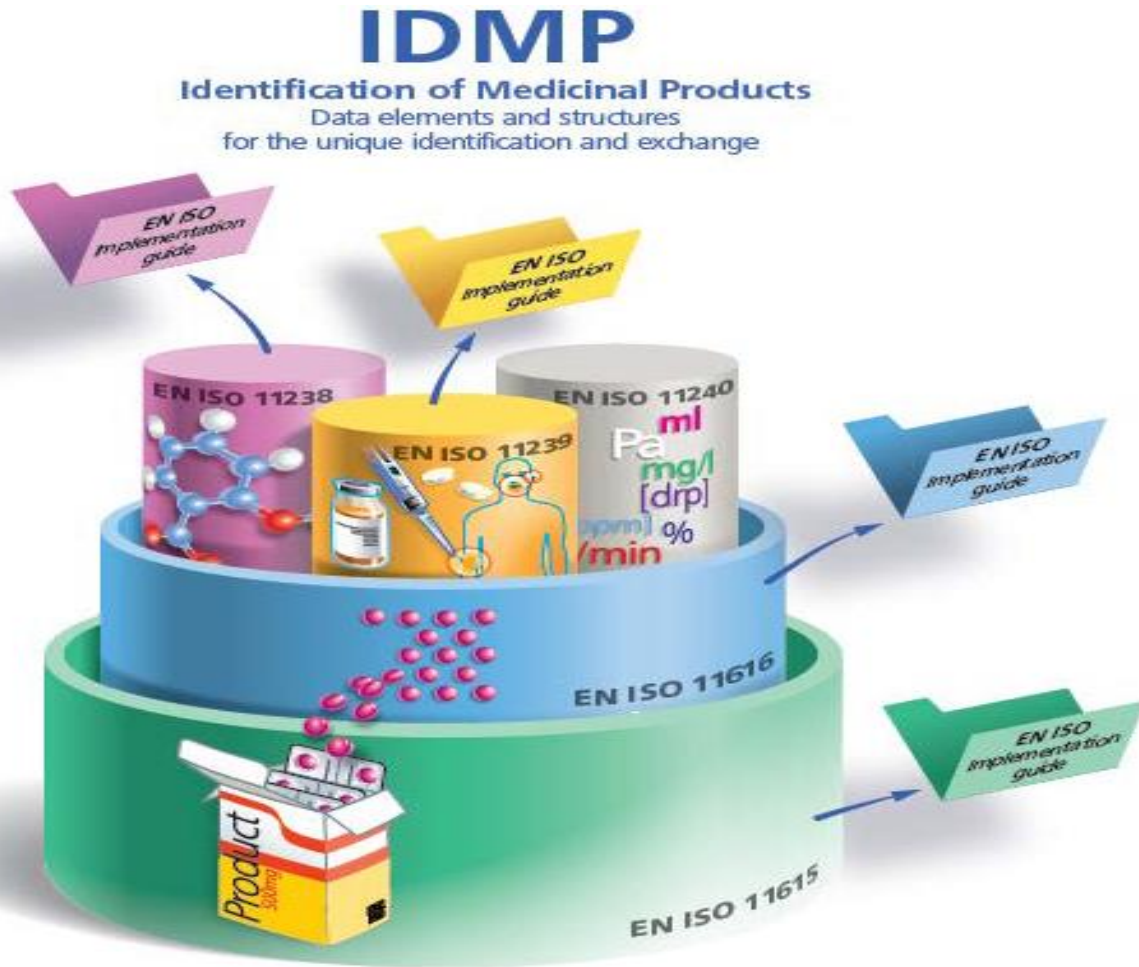 IDMP
Identification of Medicinal Products
Data elements and structures
for the unique identification and exchange
EN ISO
Implementation
guide
EN ISO
Implementation
guide
EN ISO 11238
EN ISO 11239
EN ISO 11240
ml
Pa
mg/l
[drp]
ppm]
%
/min
EN ISO
Implementation
guide
EN ISO 11616
EN ISO
Implementation
guide
Product
500mg
EN ISO 11615